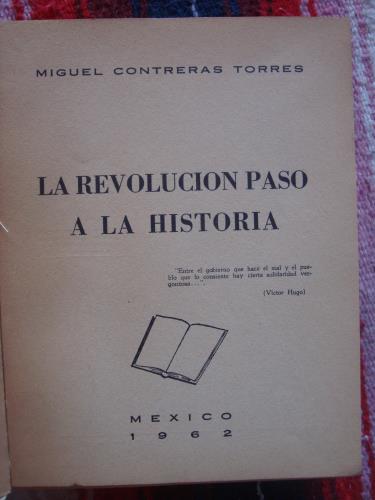 MIGUEL CONTRERAS TORRES
LA REVOLUCION PASO
A LA HISTORIA
"Entre el gobierno que hace el mal y el pue-
blo que lo consiente hay cierta solidaridad ver-
gonzosa...".
(Víctor Hugo)
MEXICO
1962